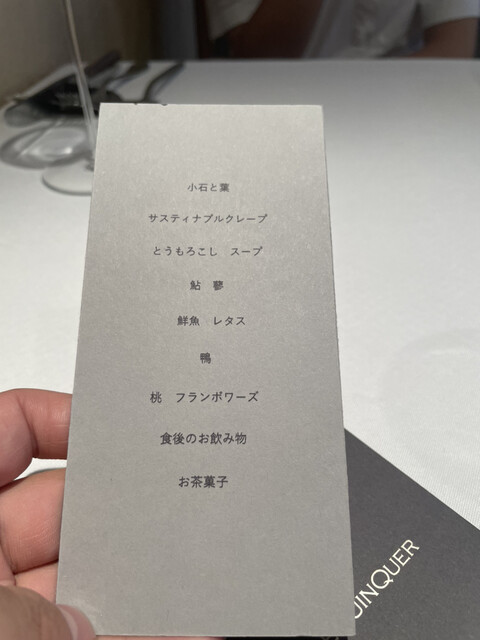 小石と葉
サスティナブルクレープ
とうもろこし　スープ
鮎　蓼
鮮魚　レタス
鴨
桃　フランボワーズ
食後のお飲み物
お茶菓子